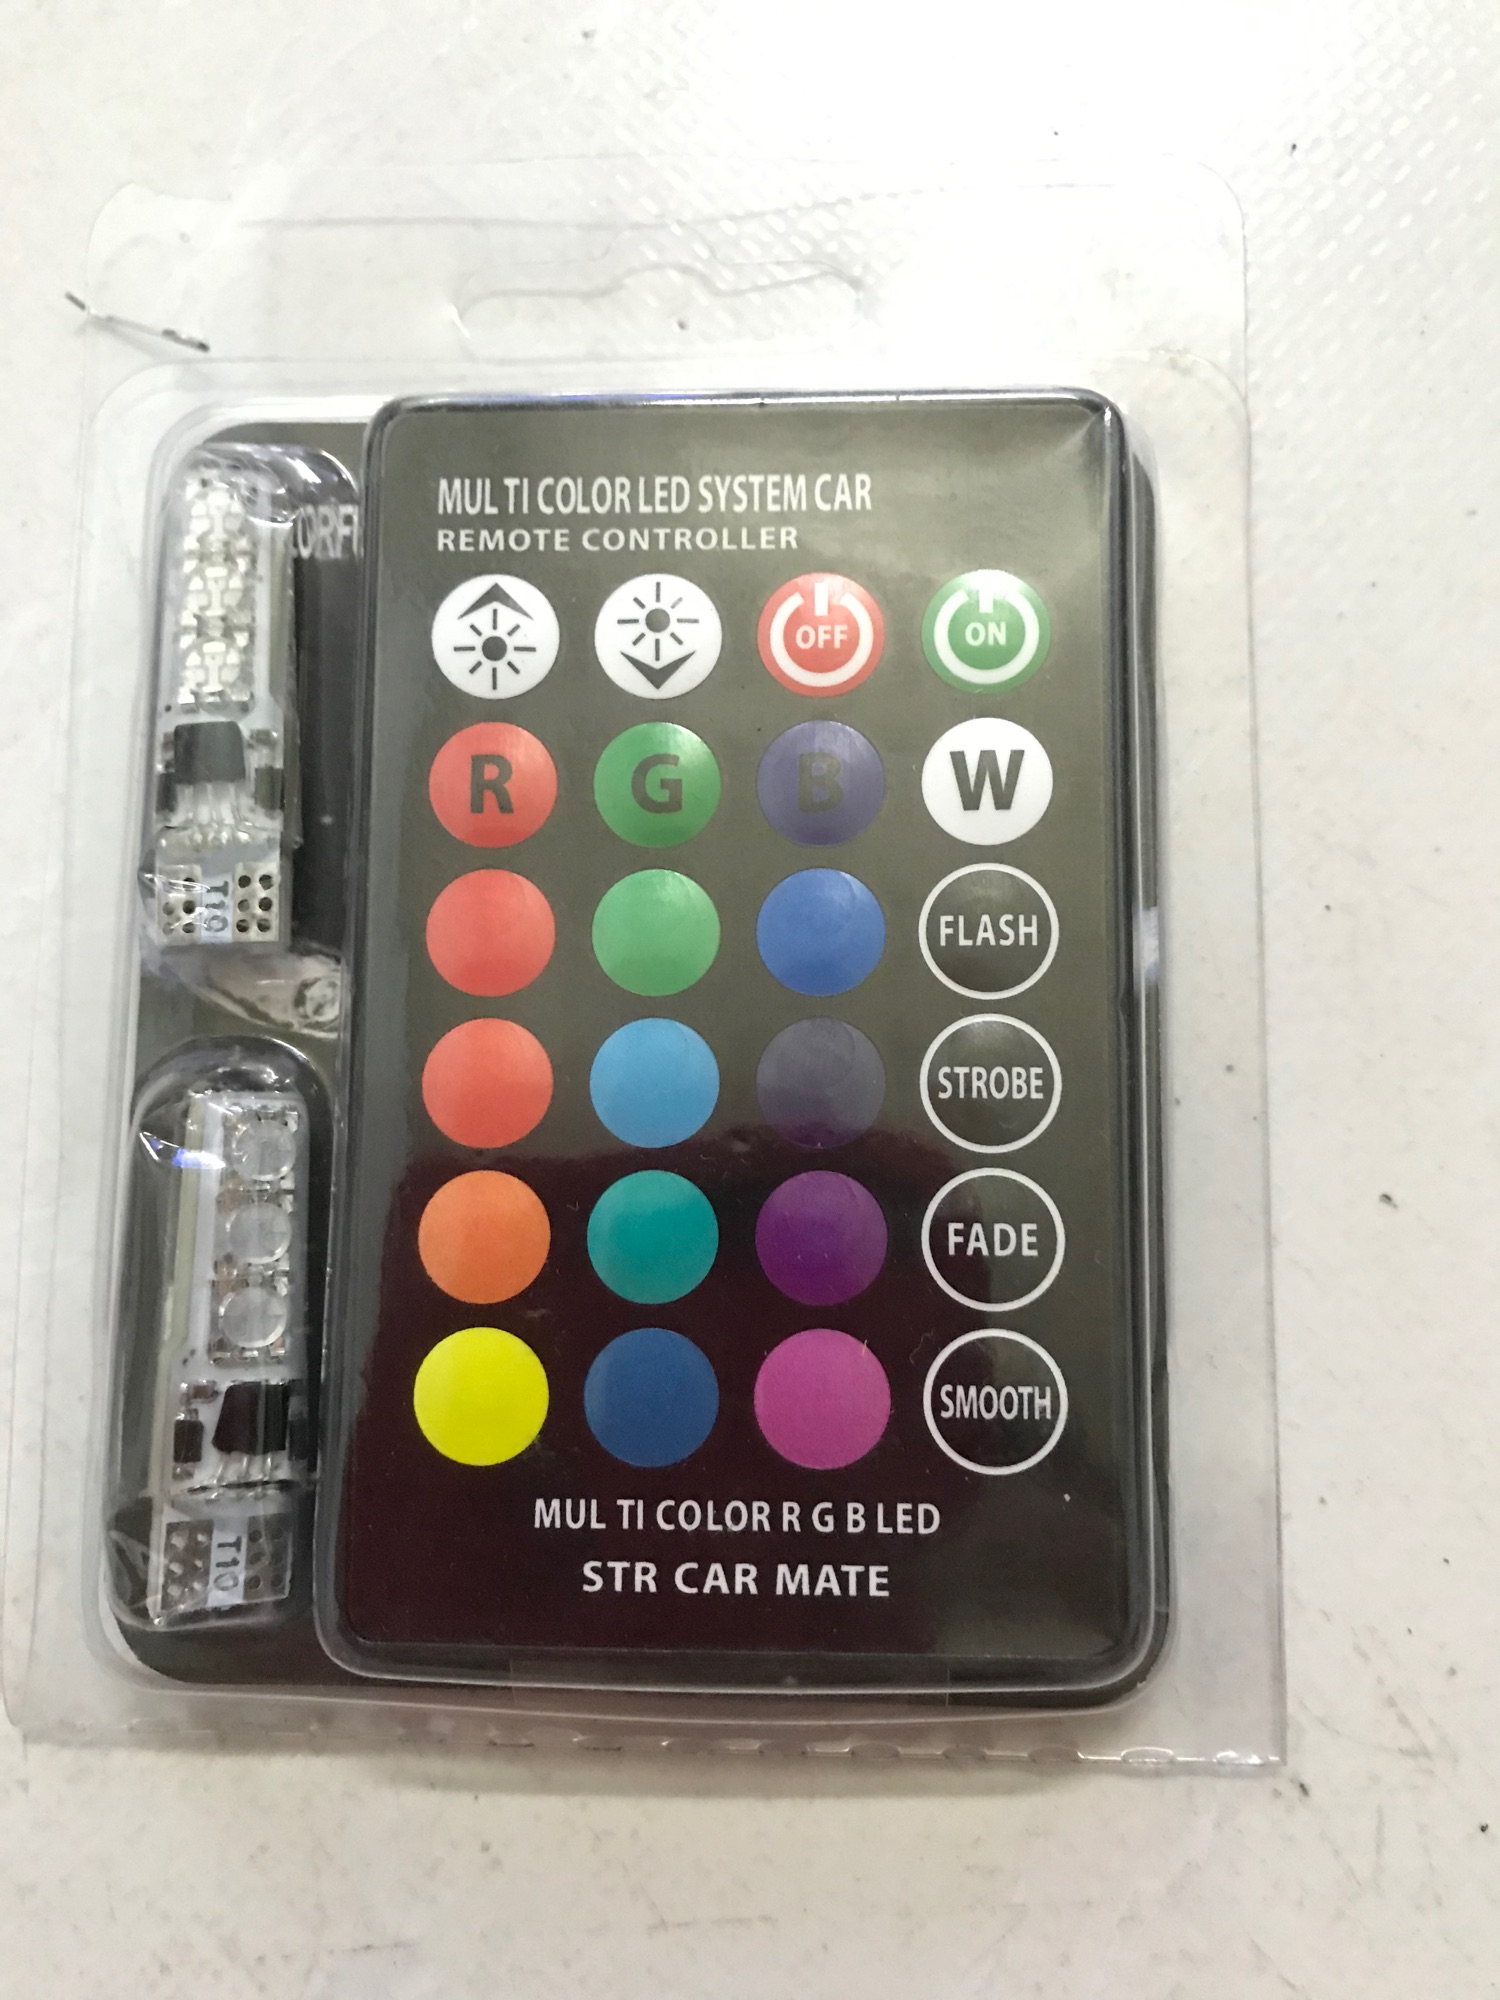 MUL TI COLOR LED SYSTEM CAR
REMOTE CONTROLLER
OFF ON
R G B W
FLASH
STROBE
FADE
SMOOTH
MUL TI COLOR R G B LED
STR CAR MATE
T10
T10